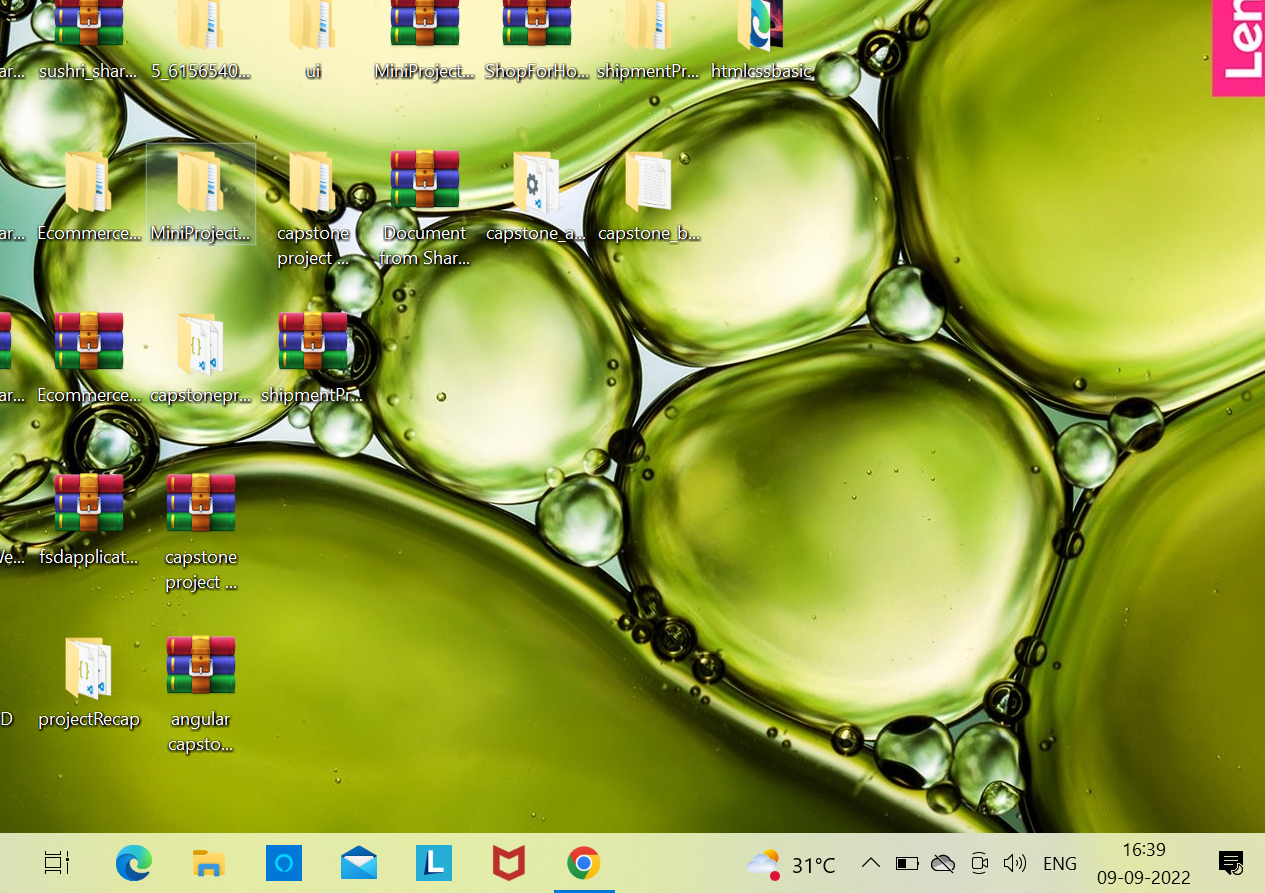 ar...
sushri_shar...
5_6156540...
ui
MiniProject...
ShopForHo...
shipmentPr...
htmlcssbasic
Len
ar...
Ecommerce...
MiniProject...
capstone
project ...
Document
from Shar...
capstone_a...
capstone_b...
ar...
Ecommerce...
capstonepr...
shipmentPr...
We...
fsdapplicat...
capstone
project ...
D
projectRecap
angular
capsto...
L
31°C
ENG
16:39
09-09-2022